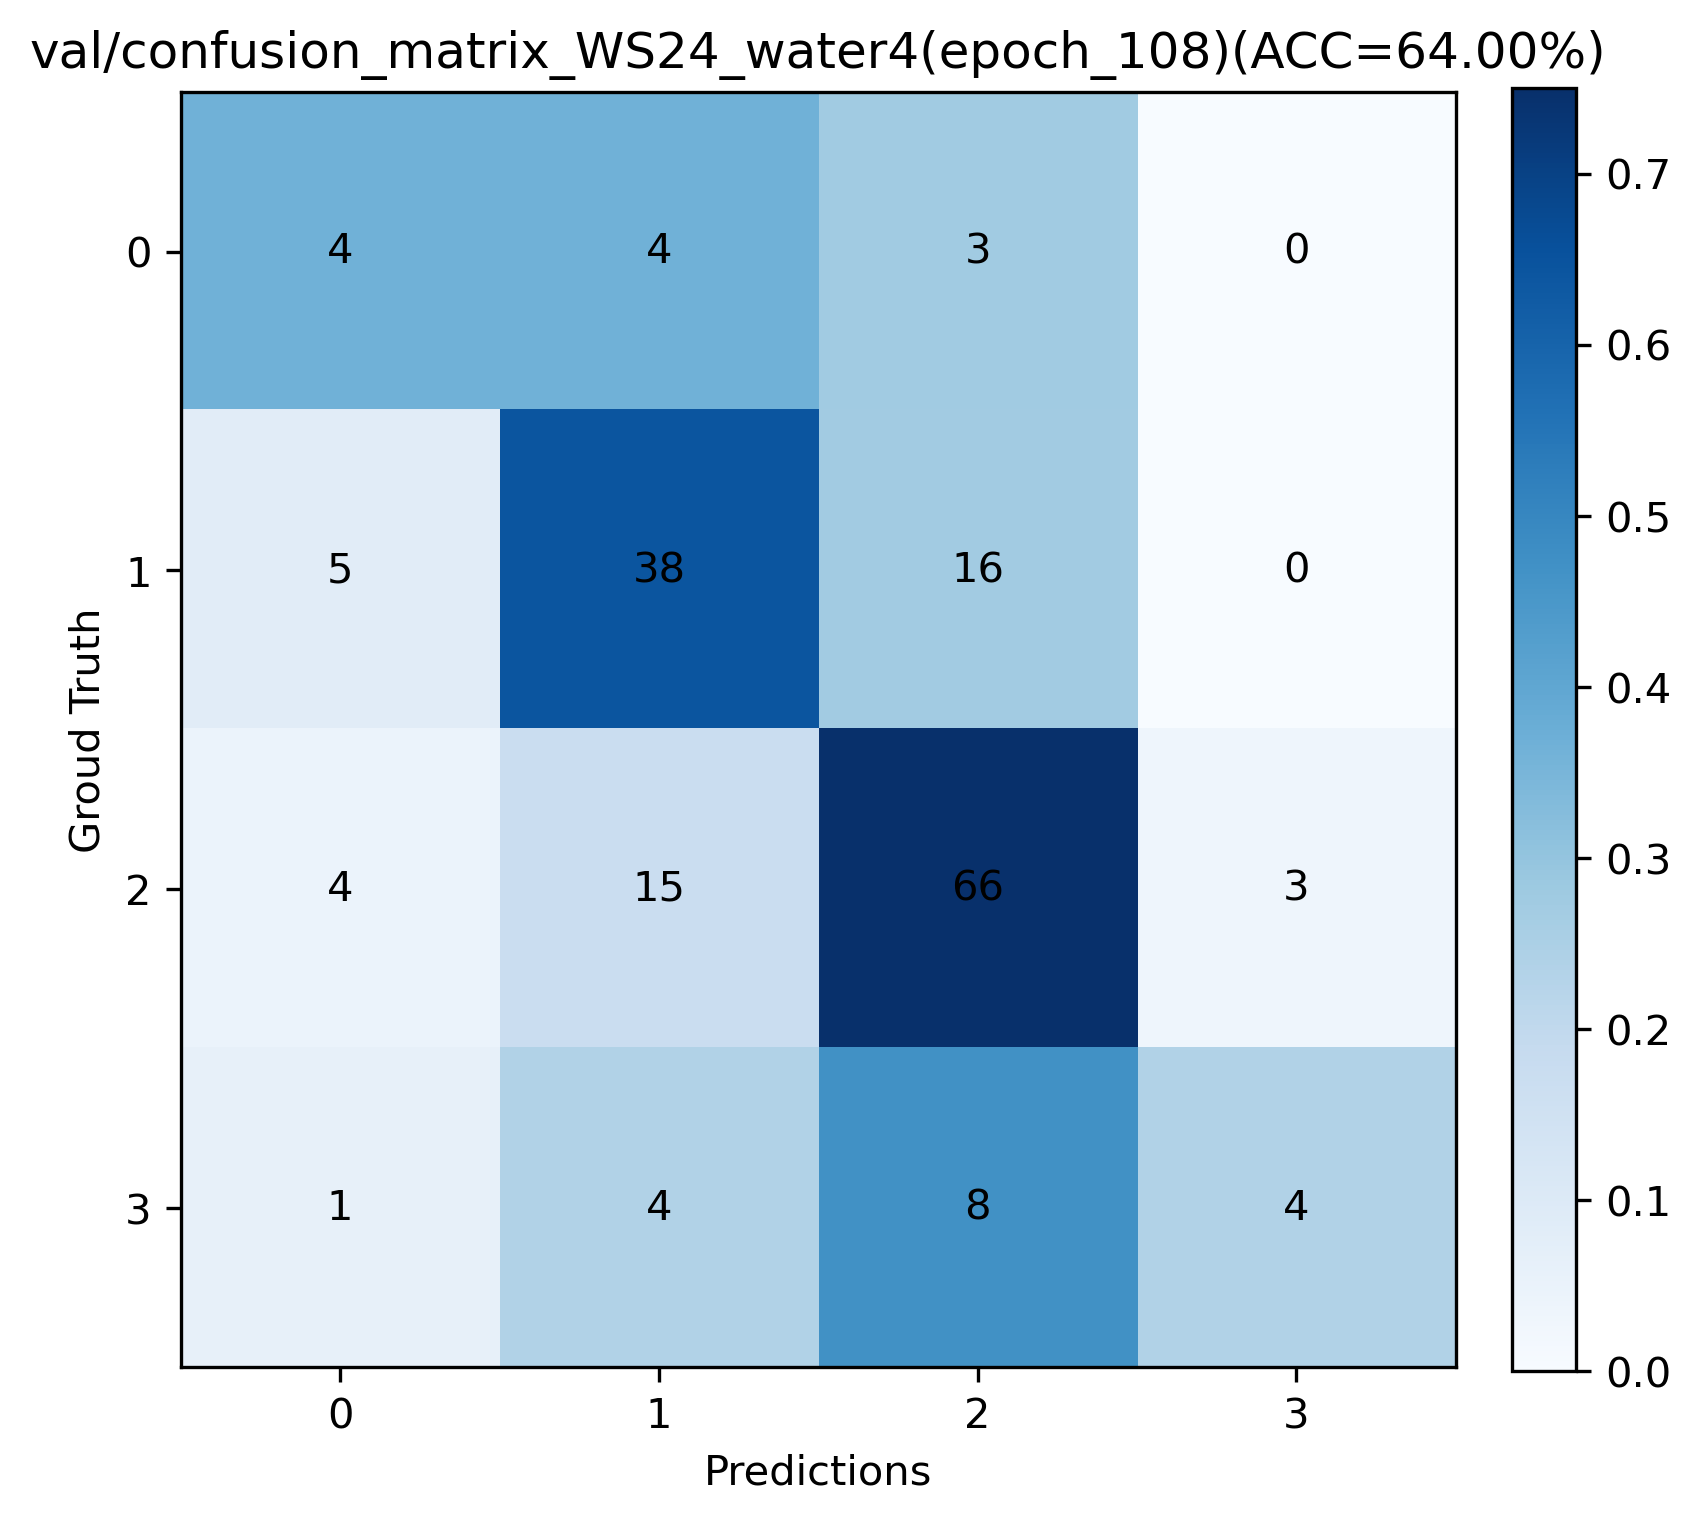 val/confusion_matrix_WS24_water4(epoch_108)(ACC=64.00%)
0 4 4 3 0
1 5 38 16 0
2 4 15 66 3
3 1 4 8 4
0 1 2 3
Predictions
Groud Truth
0.7
0.6
0.5
0.4
0.3
0.2
0.1
0.0